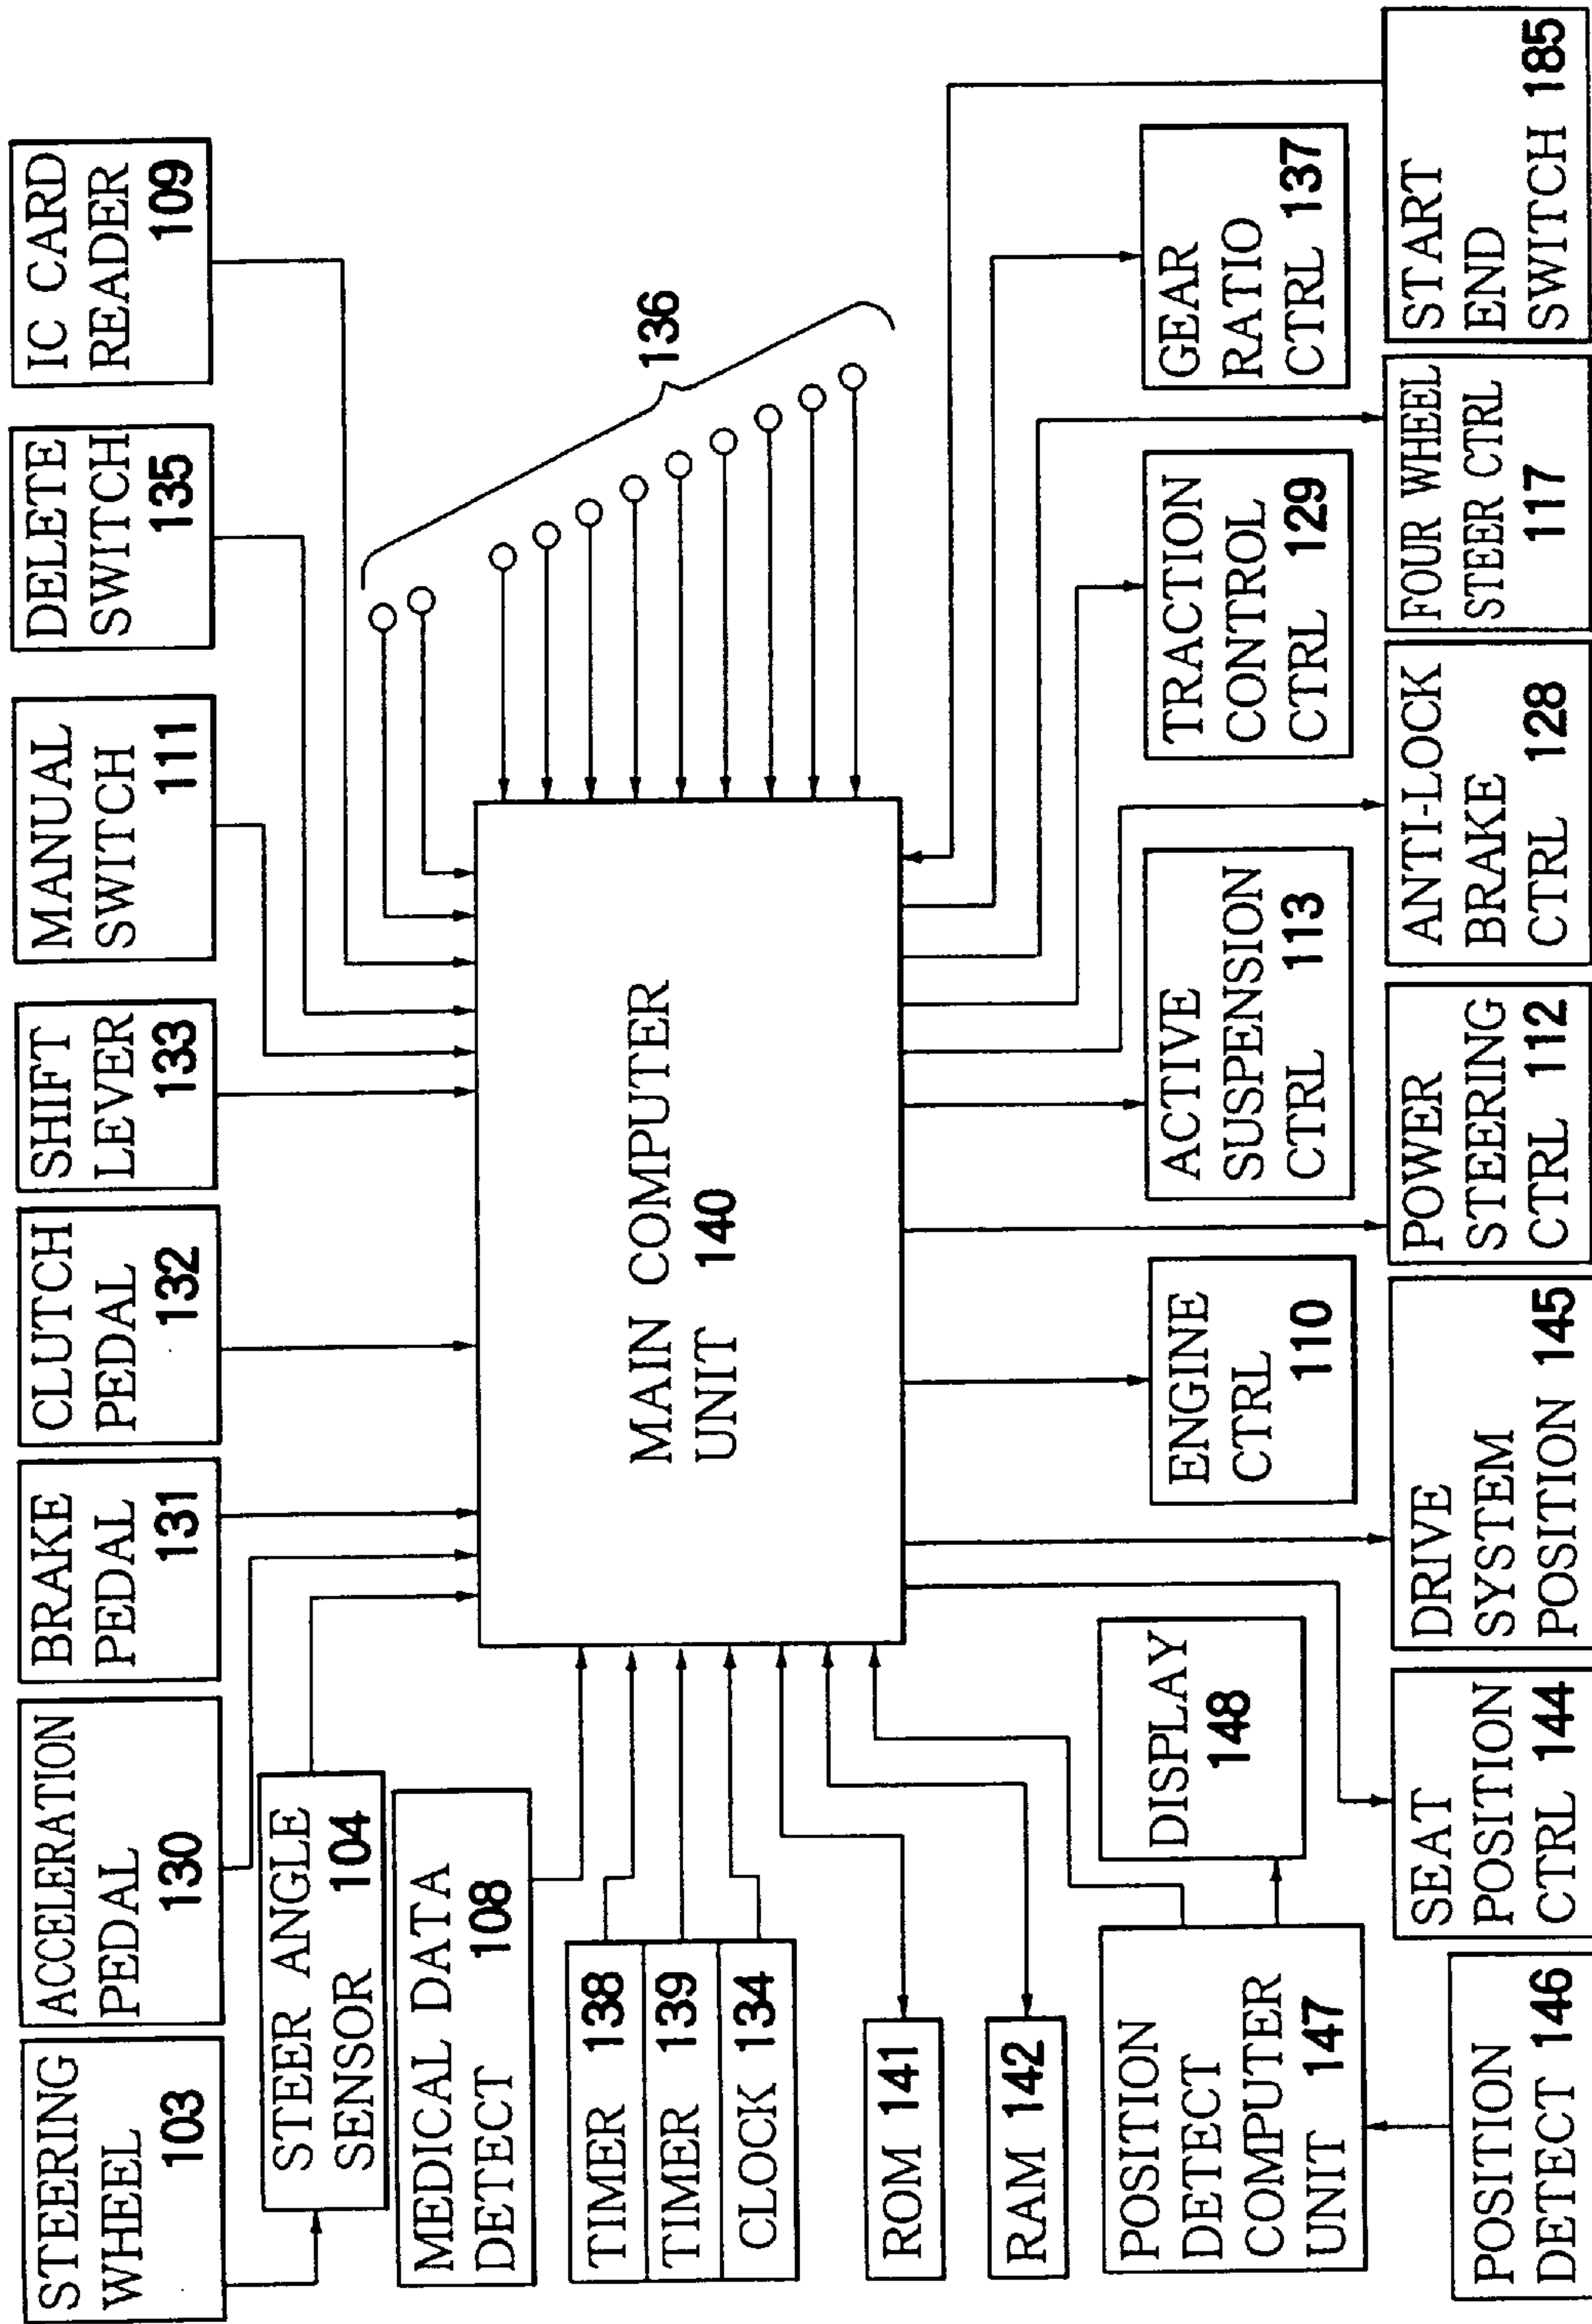 STEERING
WHEEL
103
ACCELERATION
PEDAL
130
BRAKE
PEDAL
131
CLUTCH
PEDAL
132
SHIFT
LEVER
133
MANUAL
SWITCH
111
DELETE
SWITCH
135
IC CARD
READER
109
STEER ANGLE
SENSOR 104
MEDICAL DATA
DETECT 108
TIMER 138
TIMER 139
CLOCK 134
ROM 141
RAM 142
MAIN COMPUTER
UNIT 140
136
POSITION
DETECT
COMPUTER
UNIT 147
DISPLAY
148
ENGINE
CTRL
110
ACTIVE
SUSPENSION
CTRL 113
TRACTION
CONTROL
CTRL 129
GEAR
RATIO
CTRL 137
POSITION
DETECT 146
SEAT
POSITION
CTRL 144
DRIVE
SYSTEM
POSITION 145
POWER
STEERING
CTRL 112
ANTI-LOCK
BRAKE
CTRL 128
FOUR WHEEL
STEER CTRL
117
START
END
SWITCH 185